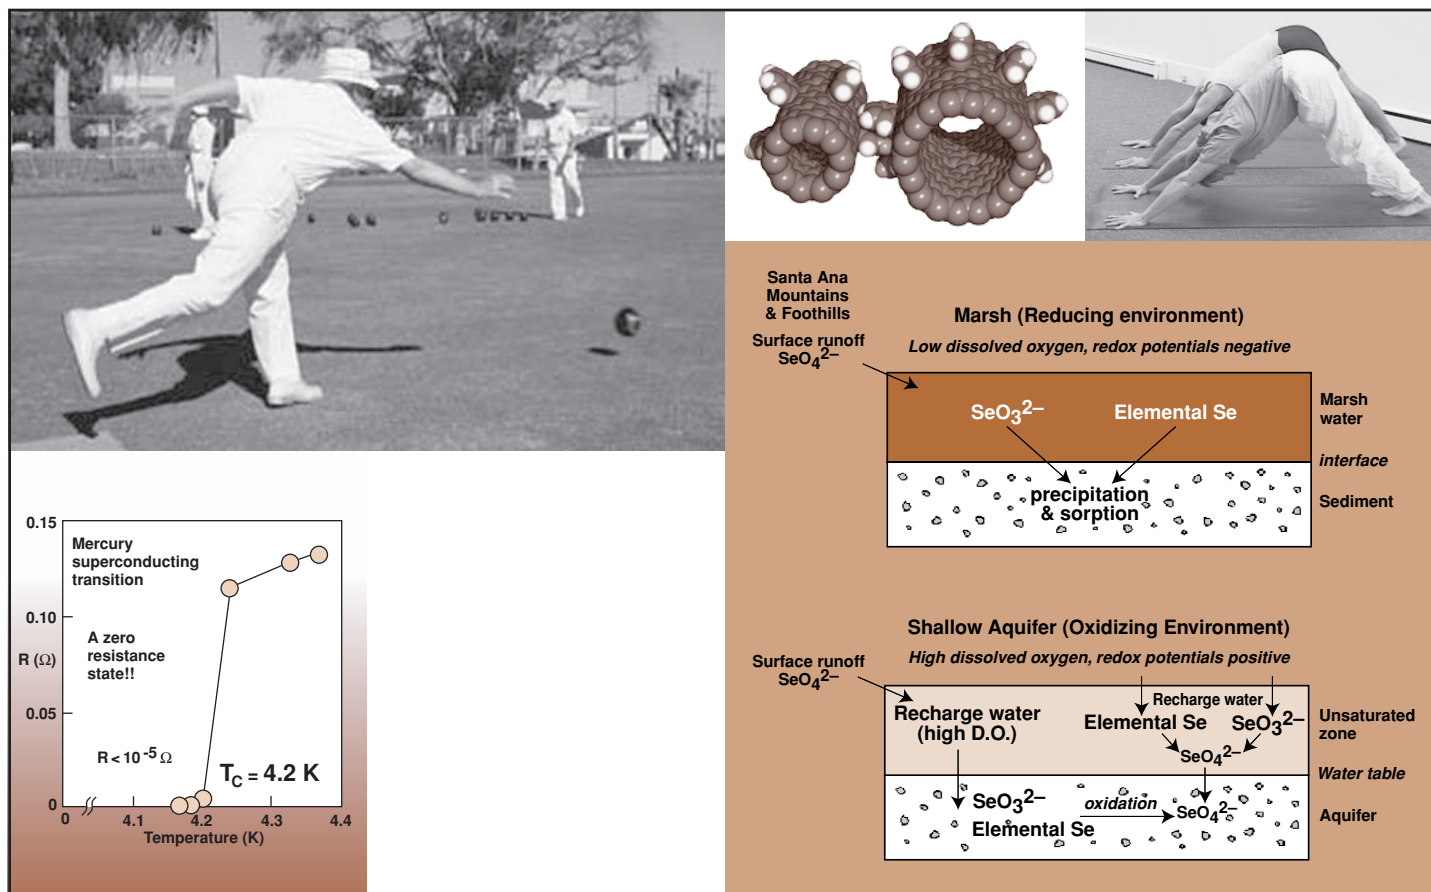 0.15
Mercury
superconducting
transition
0.10
A zero
resistance
state!!
R (Ω)
0.05
R < 10⁻⁵ Ω
T_C = 4.2 K
0
0 4.1 4.2 4.3 4.4
Temperature (K)
Santa Ana
Mountains
& Foothills
Surface runoff
SeO₄²⁻
Marsh (Reducing environment)
Low dissolved oxygen, redox potentials negative
SeO₃²⁻ Elemental Se
Marsh
water
interface
precipitation
& sorption
Sediment
Shallow Aquifer (Oxidizing Environment)
High dissolved oxygen, redox potentials positive
Surface runoff
SeO₄²⁻
Recharge water
(high D.O.)
Recharge water
Elemental Se SeO₃²⁻
SeO₄²⁻
Unsaturated
zone
Water table
SeO₃²⁻
Elemental Se
oxidation
SeO₄²⁻
Aquifer